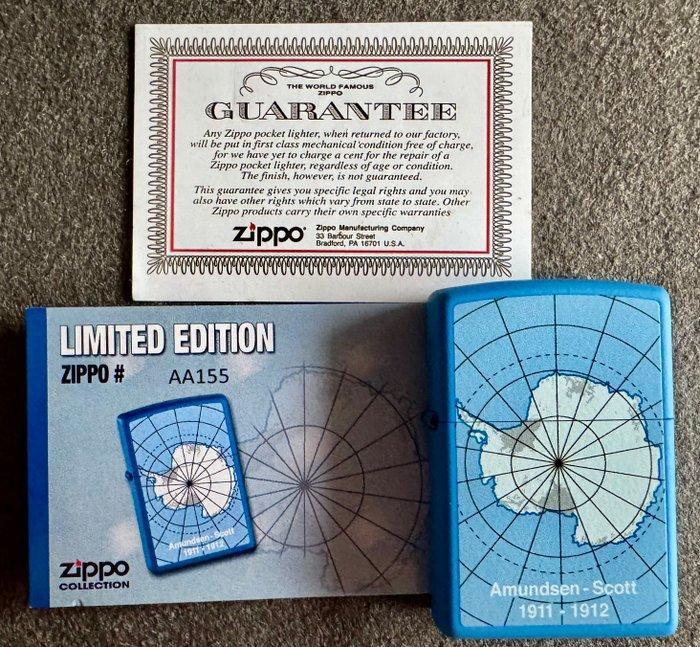 THE WORLD FAMOUS
ZIPPO
GUARANTEE
Any Zippo pocket lighter, when returned to our factory,
will be put in first class mechanical condition free of charge,
for we have yet to charge a cent for the repair of a
Zippo pocket lighter, regardless of age or condition.
The finish, however, is not guaranteed.
This guarantee gives you specific legal rights and you may
also have other rights which vary from state to state. Other
Zippo products carry their own specific warranties
zippo
Zippo Manufacturing Company
33 Barbour Street
Bradford, PA 16701 U.S.A.
LIMITED EDITION
ZIPPO # AA155
Amundsen - Scott
1911 - 1912
zippo
COLLECTION
Amundsen - Scott
1911 - 1912